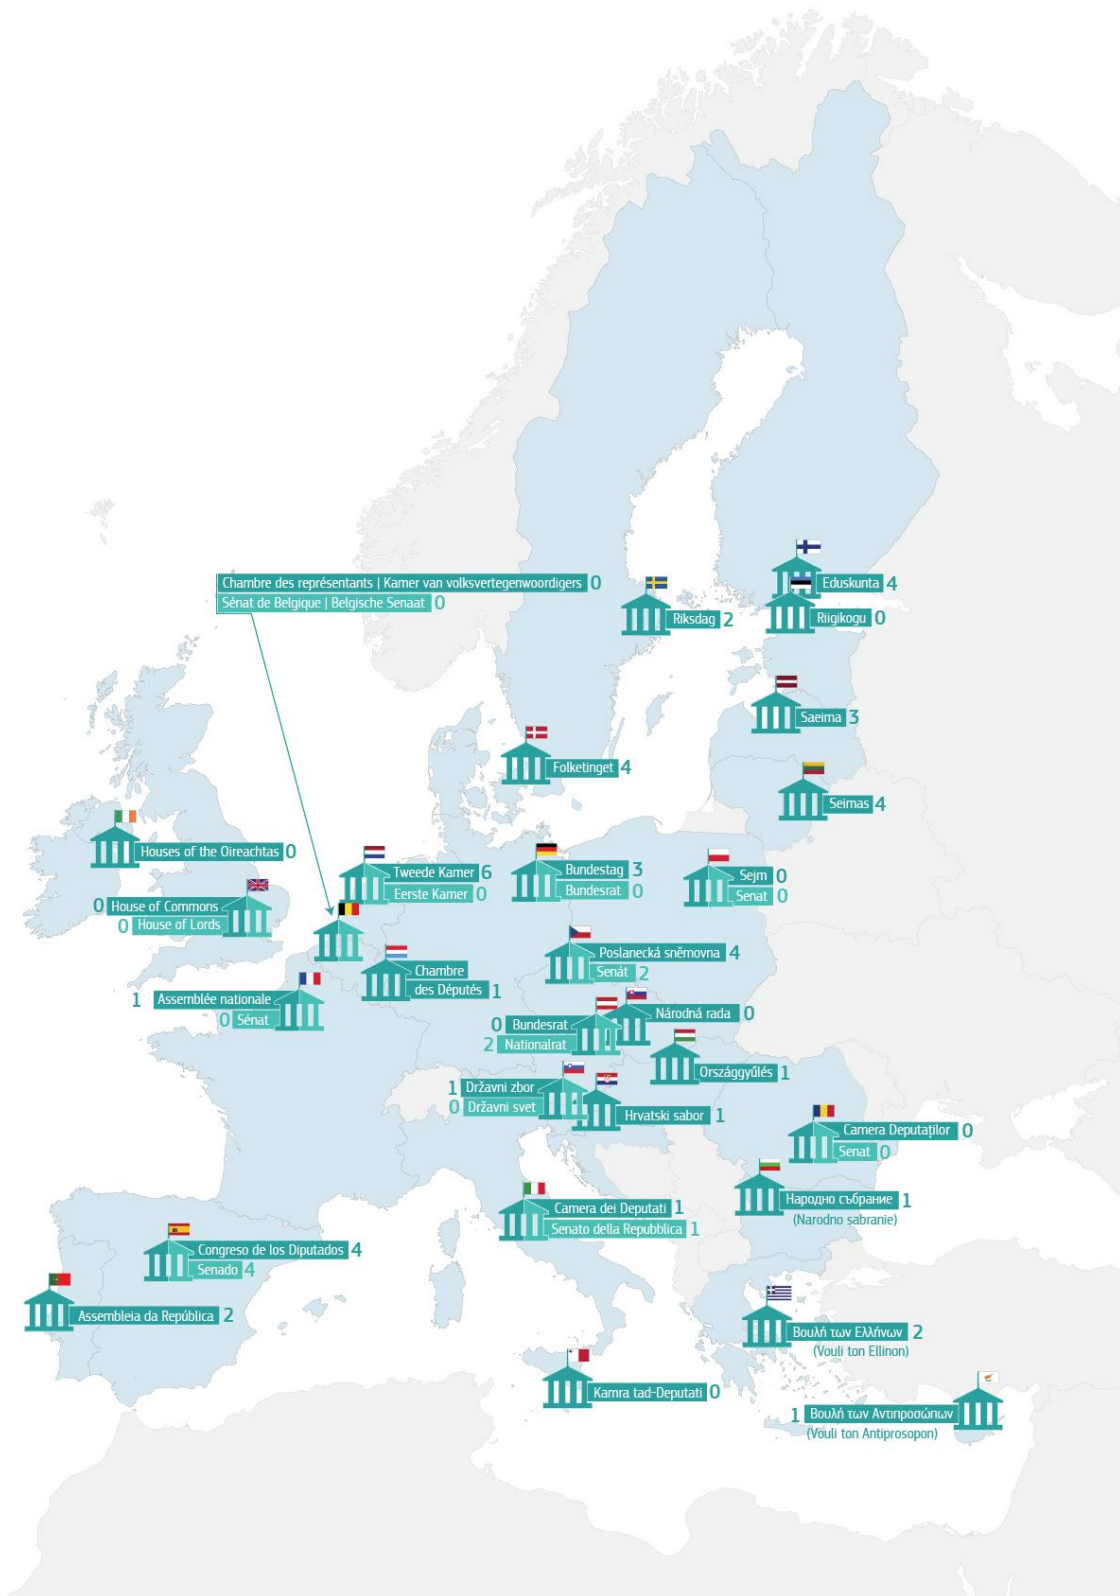 Eduskunta 4
Chambre des représentants | Kamer van volksvertegenwoordigers 0
Sénat de Belgique | Belgische Senaat 0
Riksdag 2
Riigikogu 0
Saeima 3
Folketinget 4
Seimas 4
Houses of the Oireachtas 0
Tweede Kamer 6
Eerste Kamer 0
Bundestag 3
Bundesrat 0
Sejm 0
Senat 0
0 House of Commons
0 House of Lords
Poslanecká sněmovna 4
Senát 2
Chambre
des Députés 1
1 Assemblée nationale
0 Sénat
Národná rada 0
0 Bundesrat
2 Nationalrat
Országgyűlés 1
1 Državni zbor
0 Državni svet
Hrvatski sabor 1
Camera Deputaților 0
Senat 0
Народно събрание 1
(Narodno sabranie)
Camera dei Deputati 1
Senato della Repubblica 1
Congreso de los Diputados 4
Senado 4
Assembleia da República 2
Βουλή των Ελλήνων 2
(Vouli ton Ellinon)
Kamra tad-Deputati 0
1 Βουλή των Αντιπροσώπων
(Vouli ton Antiprosopon)